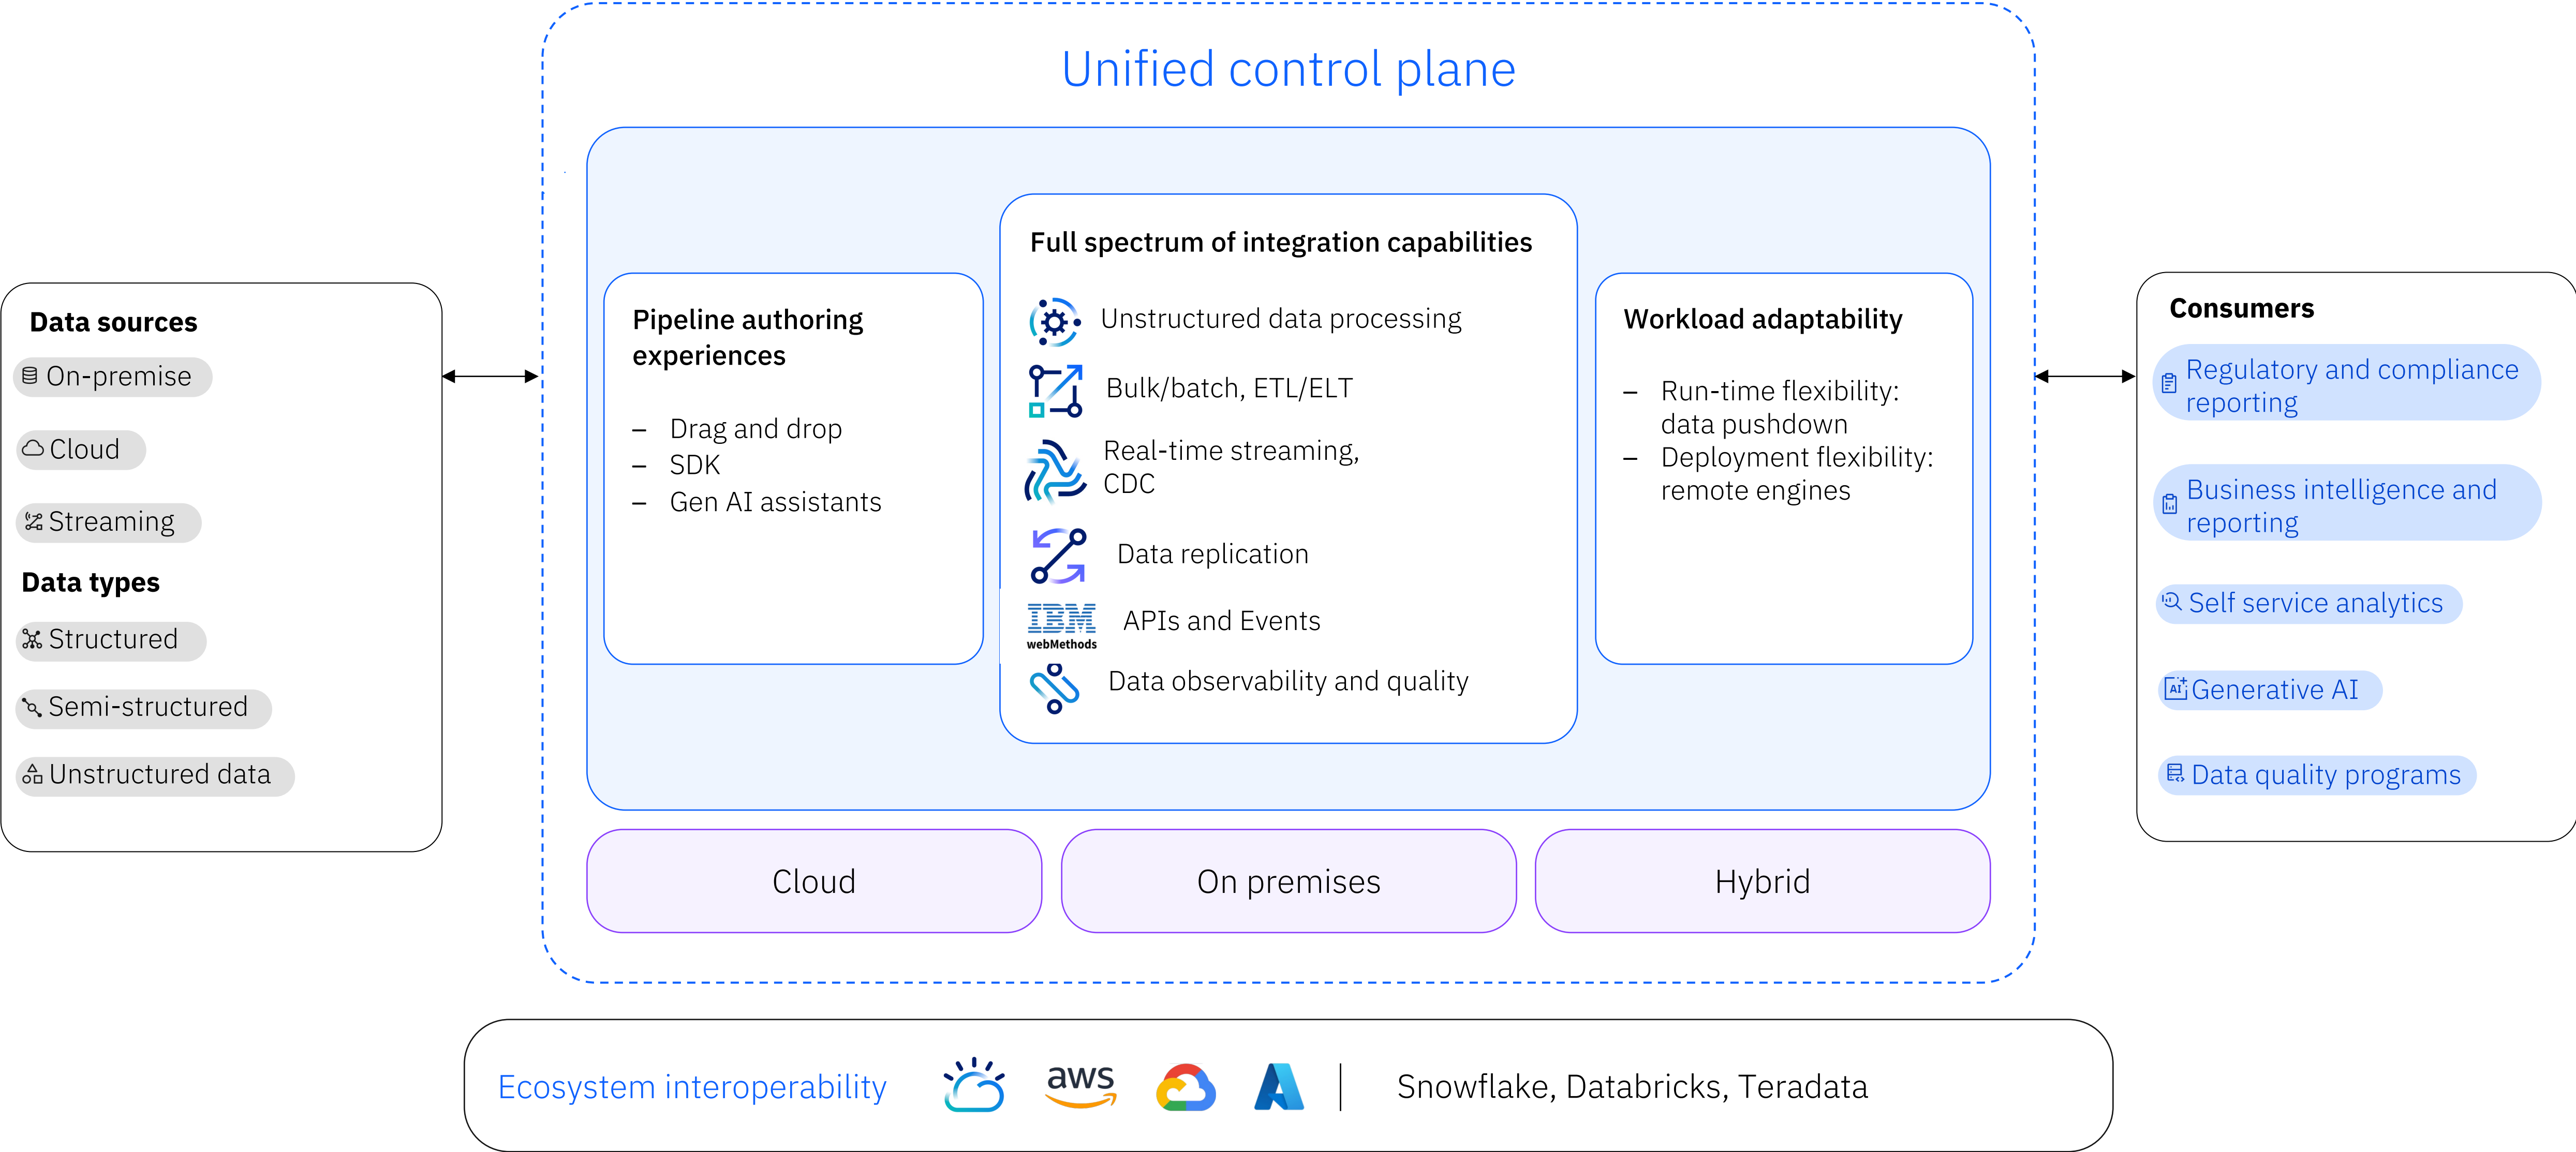 Unified control plane
Data sources
On-premise
Cloud
Streaming
Data types
Structured
Semi-structured
Unstructured data
Pipeline authoring
experiences
– Drag and drop
– SDK
– Gen AI assistants
Full spectrum of integration capabilities
Unstructured data processing
Bulk/batch, ETL/ELT
Real-time streaming,
CDC
Data replication
IBM
webMethods
APIs and Events
Data observability and quality
Workload adaptability
– Run-time flexibility:
data pushdown
– Deployment flexibility:
remote engines
Consumers
Regulatory and compliance
reporting
Business intelligence and
reporting
Self service analytics
AI
Generative AI
Data quality programs
Cloud
On premises
Hybrid
Ecosystem interoperability
aws
Snowflake, Databricks, Teradata